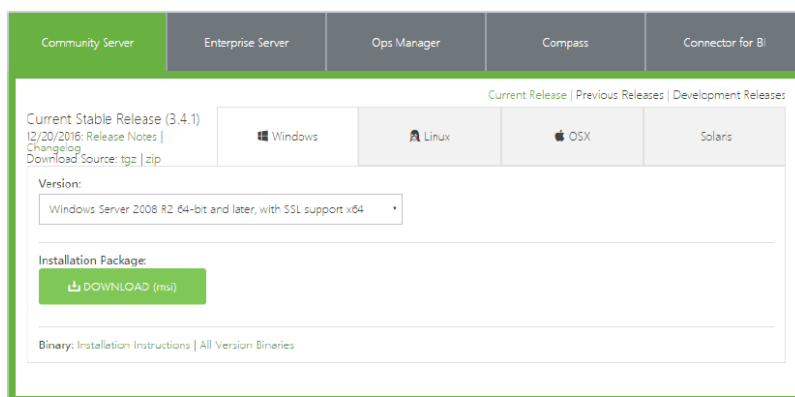 Community Server Enterprise Server Ops Manager Compass Connector for BI
Current Release | Previous Releases | Development Releases
Current Stable Release (3.4.1)
12/20/2016: Release Notes |
Changelog
Download Source: tgz | zip
Windows Linux OSX Solaris
Version:
Windows Server 2008 R2 64-bit and later, with SSL support x64
Installation Package:
DOWNLOAD (msi)
Binary: Installation Instructions | All Version Binaries